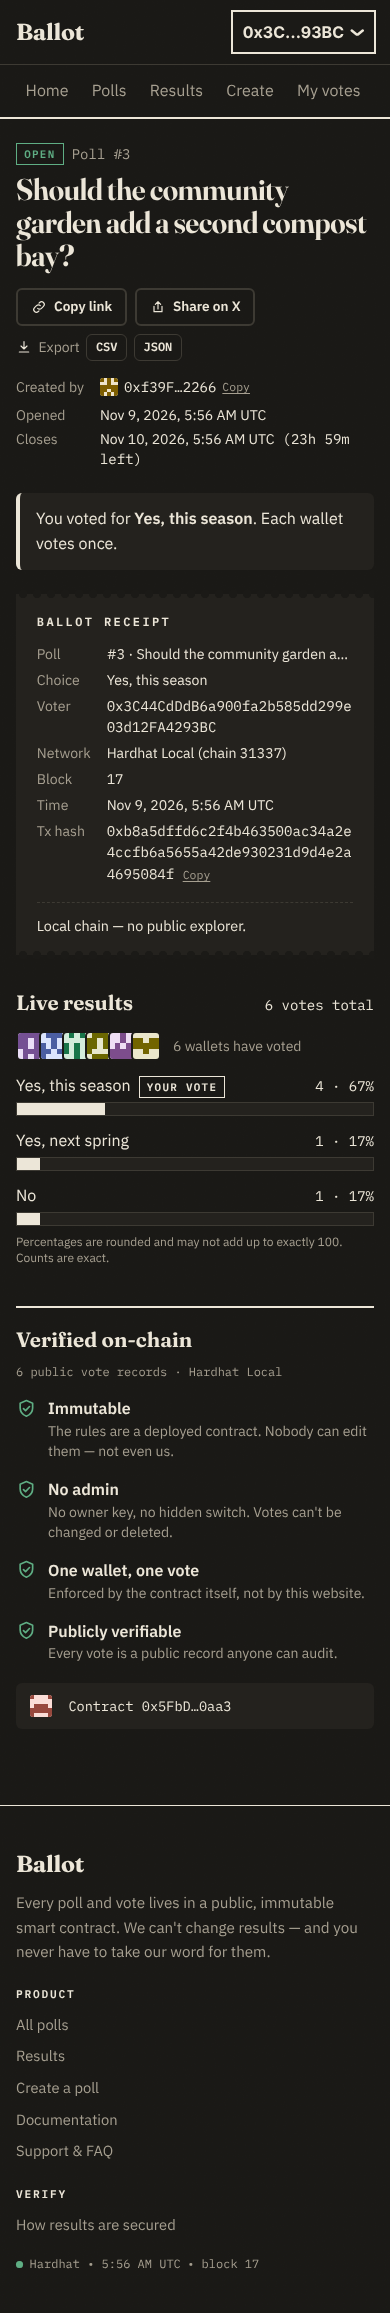 Ballot
0x3C...93BC
Home Polls Results Create My votes
OPEN Poll #3
Should the community
garden add a second compost
bay?
Copy link Share on X
Export CSV JSON
Created by 0xf39F…2266 Copy
Opened Nov 9, 2026, 5:56 AM UTC
Closes Nov 10, 2026, 5:56 AM UTC (23h 59m
left)
You voted for Yes, this season. Each wallet
votes once.
BALLOT RECEIPT
Poll #3 · Should the community garden a…
Choice Yes, this season
Voter 0x3C44CdDdB6a900fa2b585dd299e
03d12FA4293BC
Network Hardhat Local (chain 31337)
Block 17
Time Nov 9, 2026, 5:56 AM UTC
Tx hash 0xb8a5dffd6c2f4b463500ac34a2e
4ccfb6a5655a42de930231d9d4e2a
4695084f Copy
Local chain — no public explorer.
Live results 6 votes total
6 wallets have voted
Yes, this season YOUR VOTE 4 · 67%
Yes, next spring 1 · 17%
No 1 · 17%
Percentages are rounded and may not add up to exactly 100.
Counts are exact.
Verified on-chain
6 public vote records · Hardhat Local
Immutable
The rules are a deployed contract. Nobody can edit
them — not even us.
No admin
No owner key, no hidden switch. Votes can't be
changed or deleted.
One wallet, one vote
Enforced by the contract itself, not by this website.
Publicly verifiable
Every vote is a public record anyone can audit.
Contract 0x5FbD…0aa3
Ballot
Every poll and vote lives in a public, immutable
smart contract. We can't change results — and you
never have to take our word for them.
PRODUCT
All polls
Results
Create a poll
Documentation
Support & FAQ
VERIFY
How results are secured
Hardhat • 5:56 AM UTC • block 17